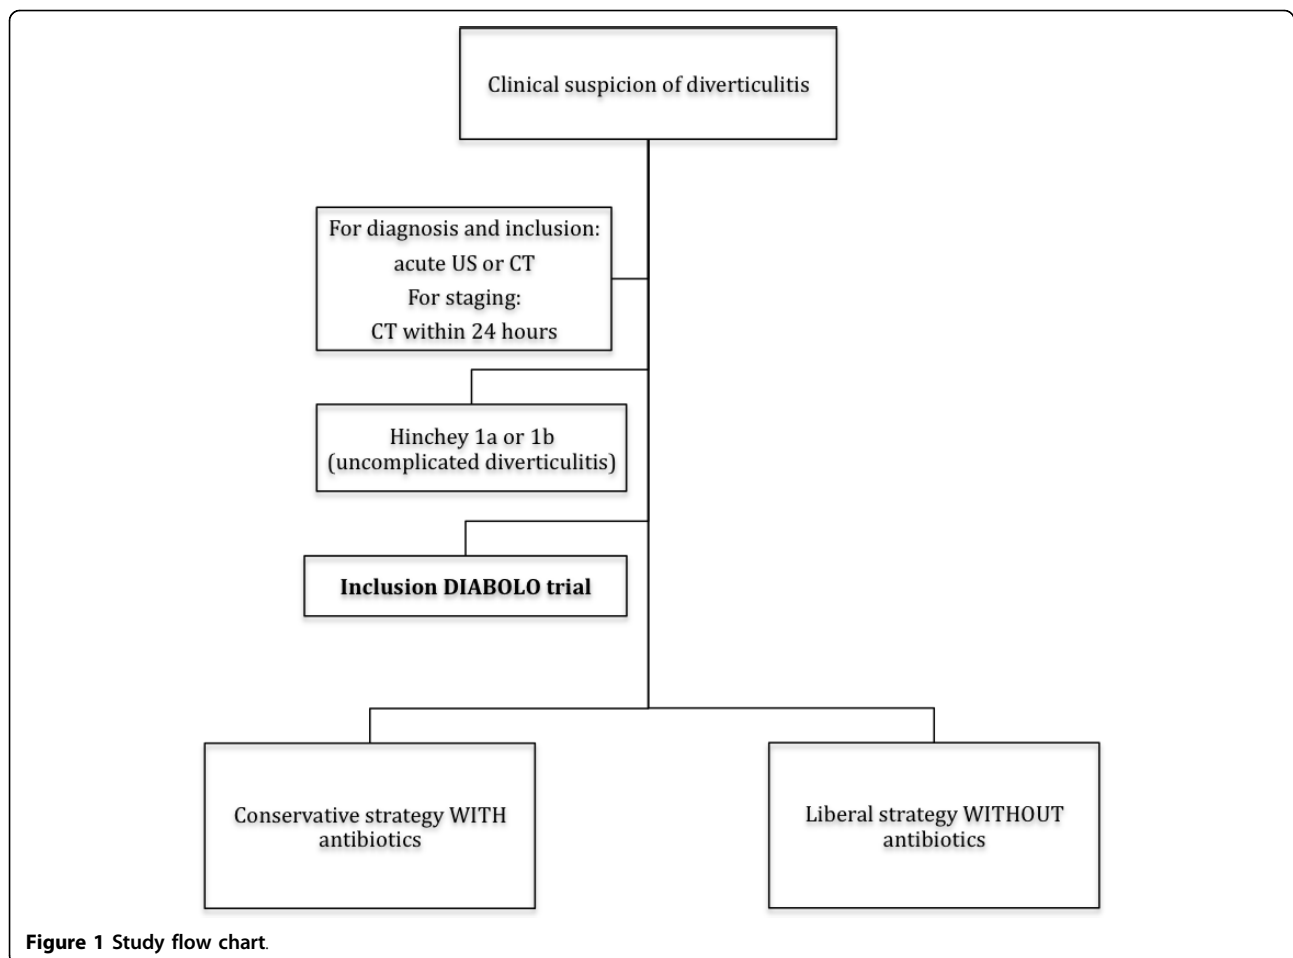 Clinical suspicion of diverticulitis
For diagnosis and inclusion:
acute US or CT
For staging:
CT within 24 hours
Hinchey 1a or 1b
(uncomplicated diverticulitis)
Inclusion DIABOLO trial
Conservative strategy WITH
antibiotics
Liberal strategy WITHOUT
antibiotics
Figure 1 Study flow chart.